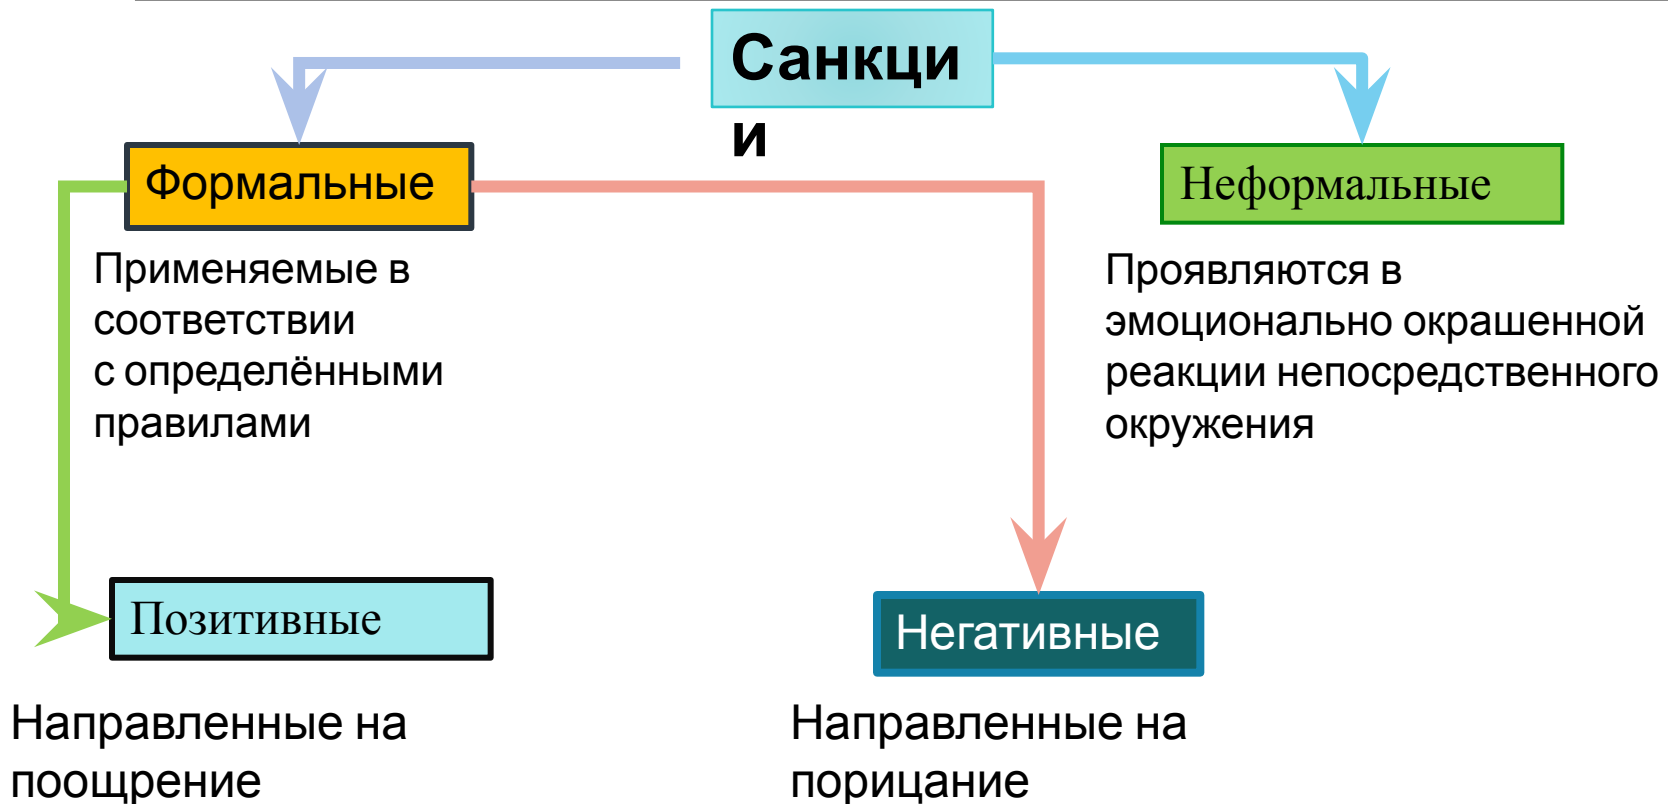 Санкци
и
Формальные
Неформальные
Применяемые в
соответствии
с определёнными
правилами
Проявляются в
эмоционально окрашенной
реакции непосредственного
окружения
Позитивные
Негативные
Направленные на
поощрение
Направленные на
порицание